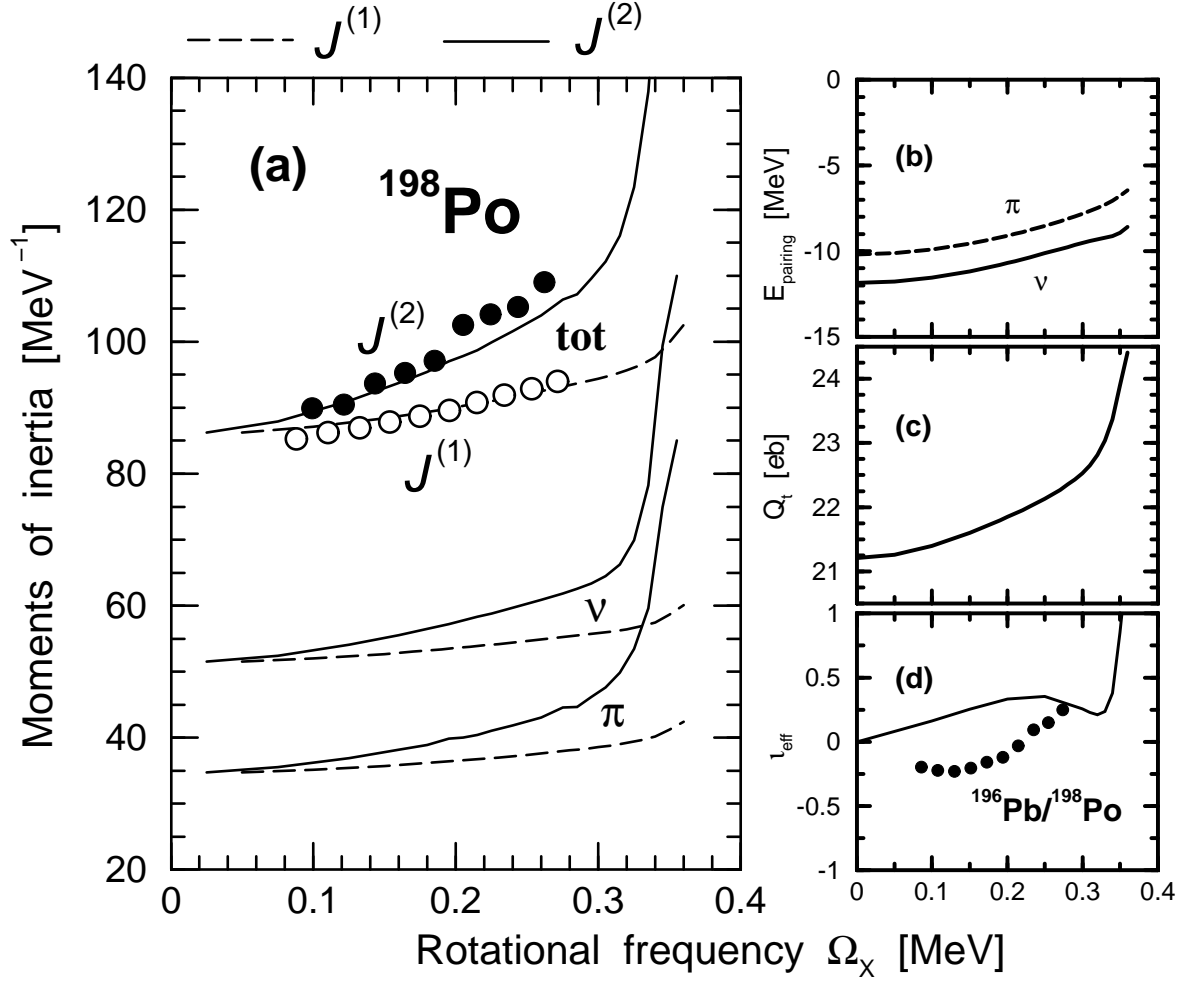 J(1) J(2)
Moments of inertia [MeV−1]
140
120
100
80
60
40
20
0 0.1 0.2 0.3 0.4
(a)
198Po
J(2)
tot
J(1)
ν
π
Rotational frequency ΩX [MeV]
Epairing [MeV]
0
-5
-10
-15
(b)
π
ν
Qt [eb]
24
23
22
21
(c)
ιeff
1
0.5
0
-0.5
-1
(d)
196Pb/198Po
0 0.1 0.2 0.3 0.4